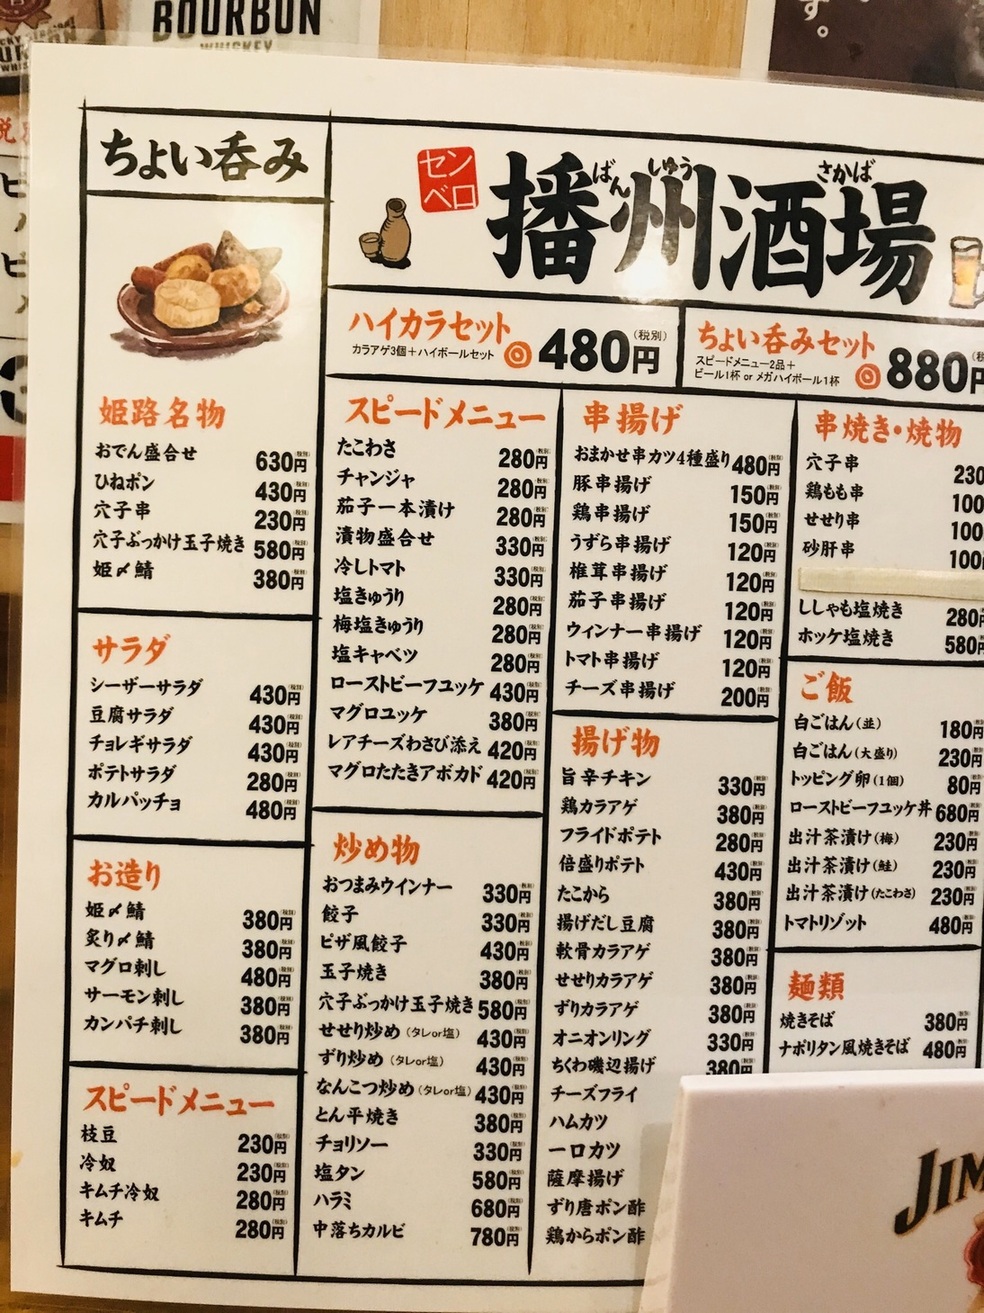 BOURBON
WHISKEY
す。
ちょい呑み
センベロ
播州酒場
ばんしゅう さかば
ハイカラセット
カラアゲ3個+ハイボールセット
480円(税別)
ちょい呑みセット
スピードメニュー2品+
ビール1杯 or メガハイボール1杯
880円
姫路名物
おでん盛合せ 630円
ひねポン 430円
穴子串 230円
穴子ぶっかけ玉子焼き 580円
姫〆鯖 380円
サラダ
シーザーサラダ 430円
豆腐サラダ 430円
チョレギサラダ 430円
ポテトサラダ 280円
カルパッチョ 480円
お造り
姫〆鯖 380円
炙り〆鯖 380円
マグロ刺し 480円
サーモン刺し 380円
カンパチ刺し 380円
スピードメニュー
枝豆 230円
冷奴 230円
キムチ冷奴 280円
キムチ 280円
スピードメニュー
たこわさ 280円
チャンジャ 280円
茄子一本漬け 280円
漬物盛合せ 330円
冷しトマト 330円
塩きゅうり 280円
梅塩きゅうり 280円
塩キャベツ 280円
ローストビーフユッケ 430円
マグロユッケ 380円
レアチーズわさび添え 420円
マグロたたきアボカド 420円
炒め物
おつまみウインナー 330円
餃子 330円
ピザ風餃子 430円
玉子焼き 380円
穴子ぶっかけ玉子焼き 580円
せせり炒め(タレor塩) 430円
ずり炒め(タレor塩) 430円
なんこつ炒め(タレor塩) 430円
とん平焼き 380円
チョリソー 330円
塩タン 580円
ハラミ 680円
中落ちカルビ 780円
串揚げ
おまかせ串カツ4種盛り 480円
豚串揚げ 150円
鶏串揚げ 150円
うずら串揚げ 120円
椎茸串揚げ 120円
茄子串揚げ 120円
ウィンナー串揚げ 120円
トマト串揚げ 120円
チーズ串揚げ 200円
揚げ物
旨辛チキン 330円
鶏カラアゲ 380円
フライドポテト 280円
倍盛りポテト 430円
たこから 380円
揚げだし豆腐 380円
軟骨カラアゲ 380円
せせりカラアゲ 380円
ずりカラアゲ 380円
オニオンリング 330円
ちくわ磯辺揚げ 380円
チーズフライ
ハムカツ
一口カツ
薩摩揚げ
ずり唐ポン酢
鶏からポン酢
串焼き・焼物
穴子串 230
鶏もも串 100
せせり串 100
砂肝串 100円
ししゃも塩焼き 280円
ホッケ塩焼き 580円
ご飯
白ごはん(並) 180円
白ごはん(大盛り) 230円
トッピング卵(1個) 80円
ローストビーフユッケ丼 680円
出汁茶漬け(梅) 230円
出汁茶漬け(鮭) 230円
出汁茶漬け(たこわさ) 230円
トマトリゾット 480円
麺類
焼きそば 380円
ナポリタン風焼きそば 480円
JIM